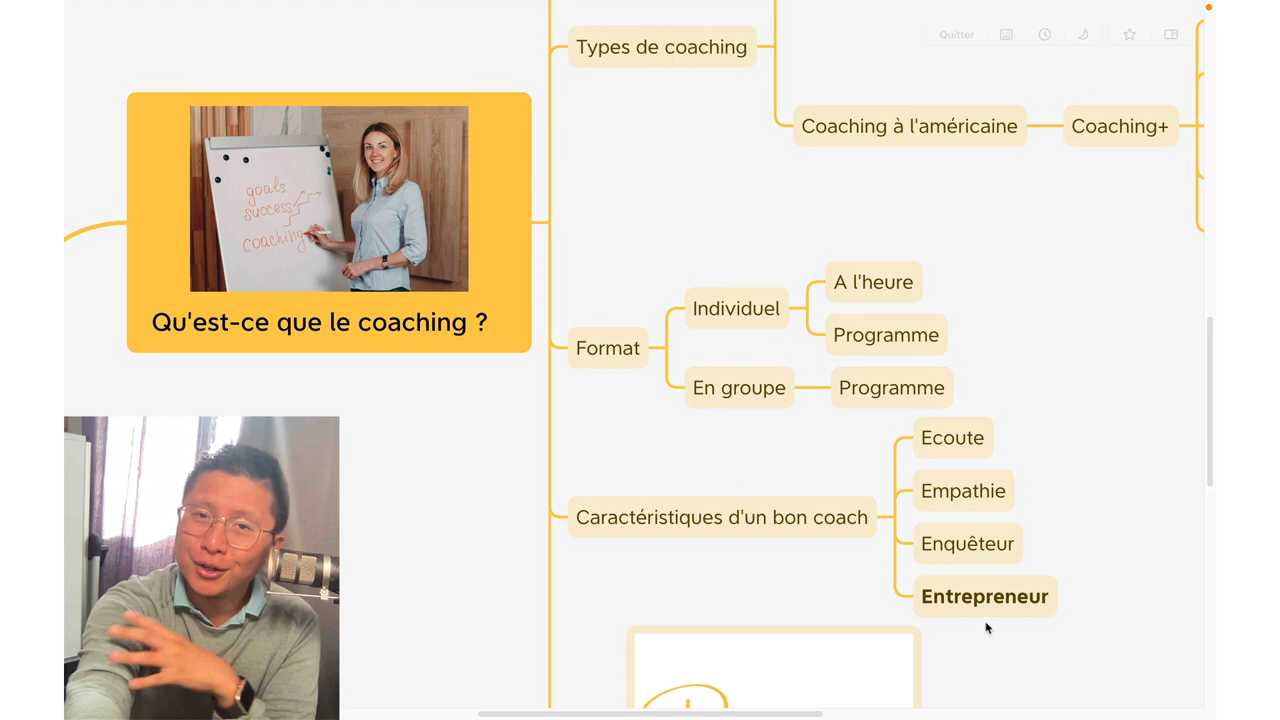 Quitter
Types de coaching
Coaching à l'américaine
Coaching+
goals
success
coaching
Qu'est-ce que le coaching ?
Format
Individuel
A l'heure
Programme
En groupe
Programme
Caractéristiques d'un bon coach
Ecoute
Empathie
Enquêteur
Entrepreneur